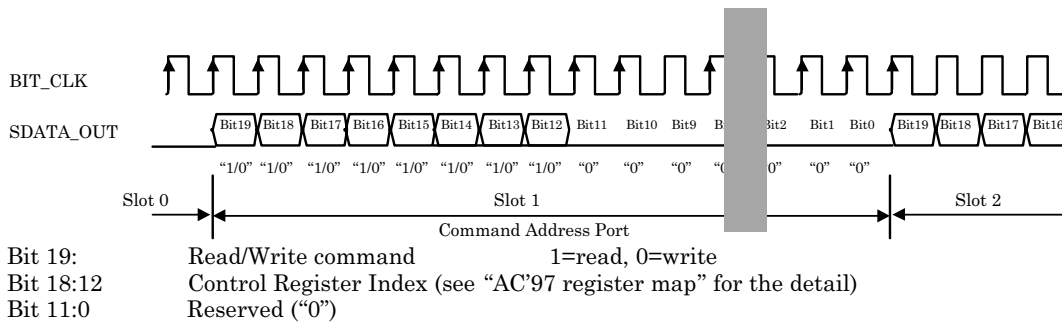 BIT_CLK
SDATA_OUT
Bit19 Bit18 Bit17 Bit16 Bit15 Bit14 Bit13 Bit12 Bit11 Bit10 Bit9 Bit1 Bit0 Bit19 Bit18 Bit17 Bit16
“1/0” “1/0” “1/0” “1/0” “1/0” “1/0” “1/0” “1/0” “0” “0” “0” “0” “0”
Slot 0 Slot 1 Slot 2
Command Address Port
Bit 19: Read/Write command 1=read, 0=write
Bit 18:12 Control Register Index (see “AC’97 register map” for the detail)
Bit 11:0 Reserved (“0”)